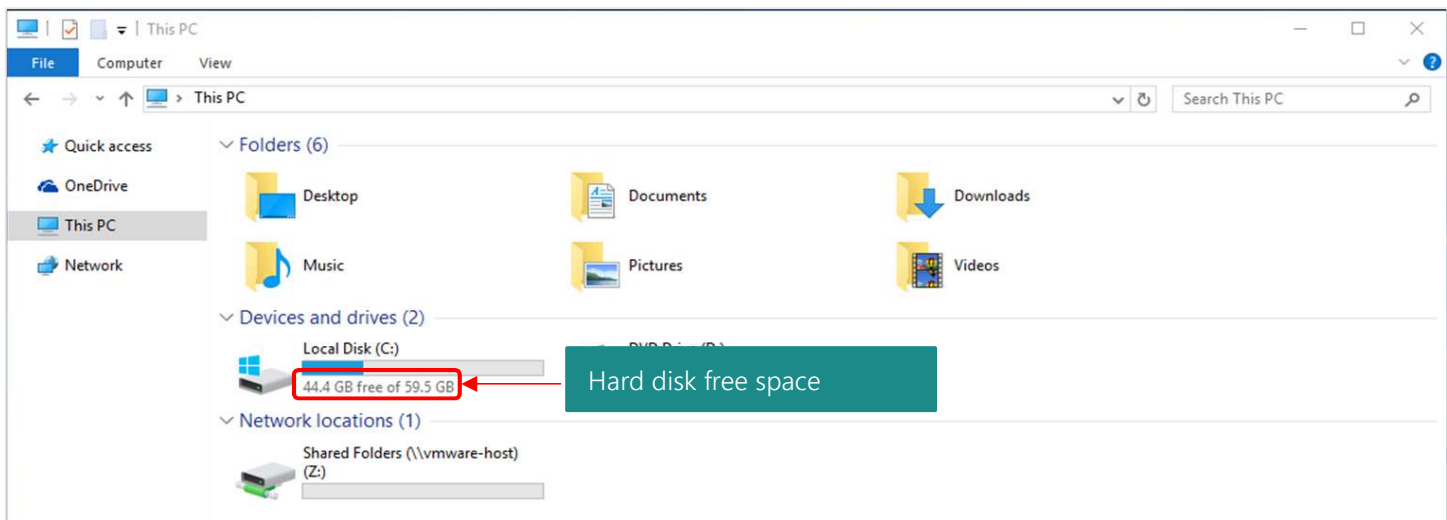 This PC
File Computer View
This PC
Search This PC
Quick access
OneDrive
This PC
Network
Folders (6)
Desktop
Documents
Downloads
Music
Pictures
Videos
Devices and drives (2)
Local Disk (C:)
44.4 GB free of 59.5 GB
Hard disk free space
Network locations (1)
Shared Folders (\\vmware-host)
(Z:)